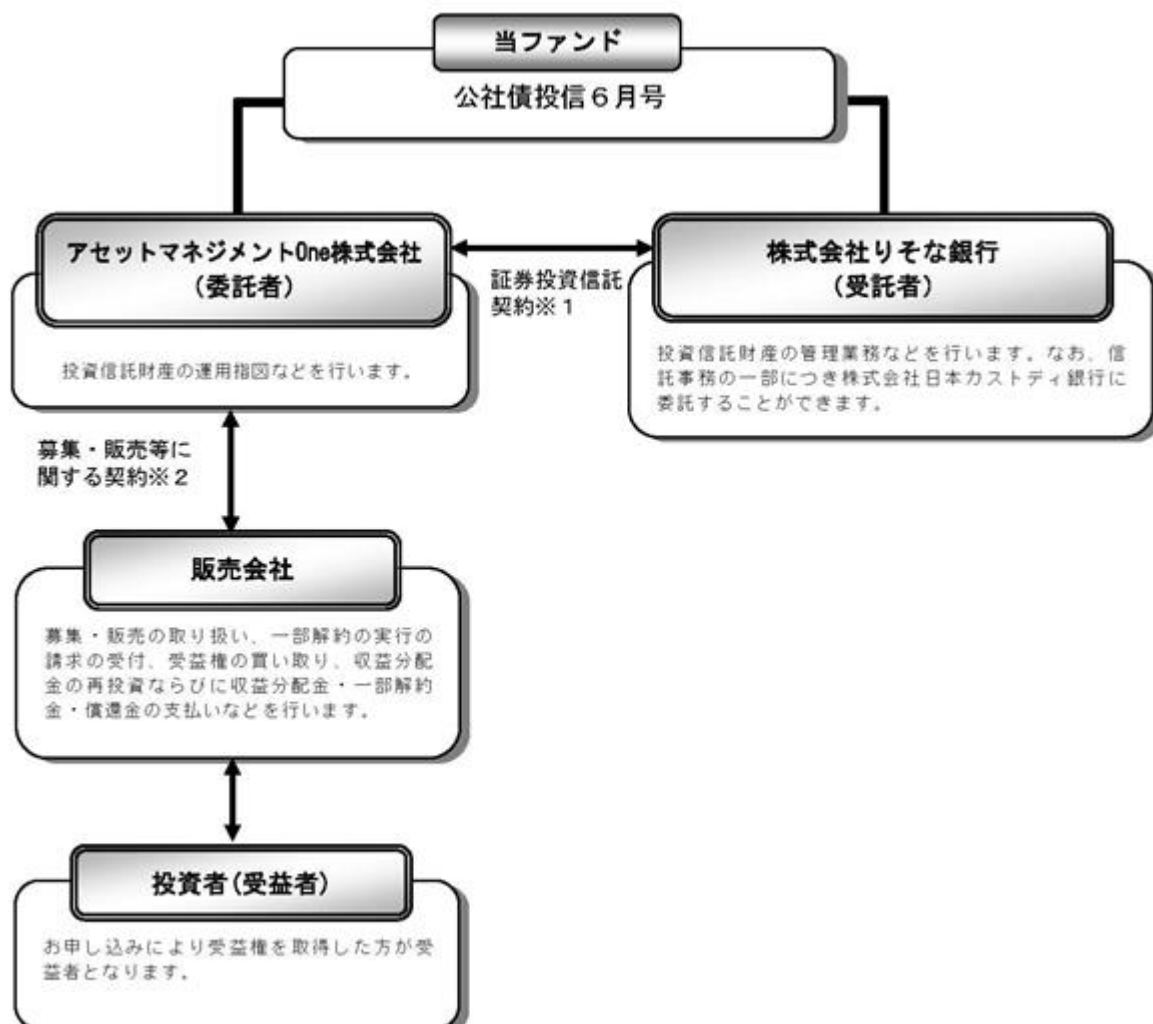 当ファンド
公社債投信６月号
アセットマネジメントOne株式会社
（委託者）
投資信託財産の運用指図などを行います。
証券投資信託
契約※１
株式会社りそな銀行
（受託者）
投資信託財産の管理業務などを行います。なお、信
託事務の一部につき株式会社日本カストディ銀行に
委託することができます。
募集・販売等に
関する契約※２
販売会社
募集・販売の取り扱い、一部解約の実行の
請求の受付、受益権の買い取り、収益分配
金の再投資ならびに収益分配金・一部解約
金・償還金の支払いなどを行います。
投資者（受益者）
お申し込みにより受益権を取得した方が受
益者となります。